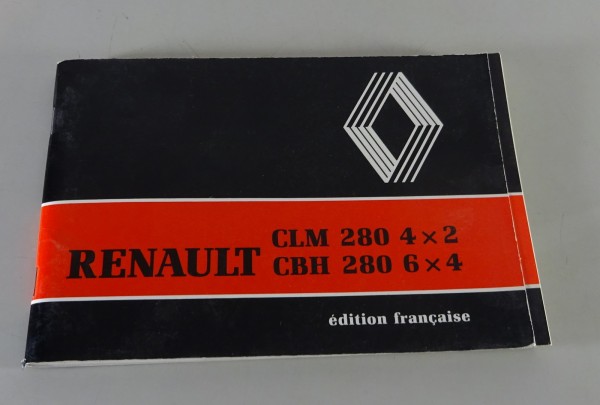 RENAULT
CLM 280 4×2
CBH 280 6×4
édition française